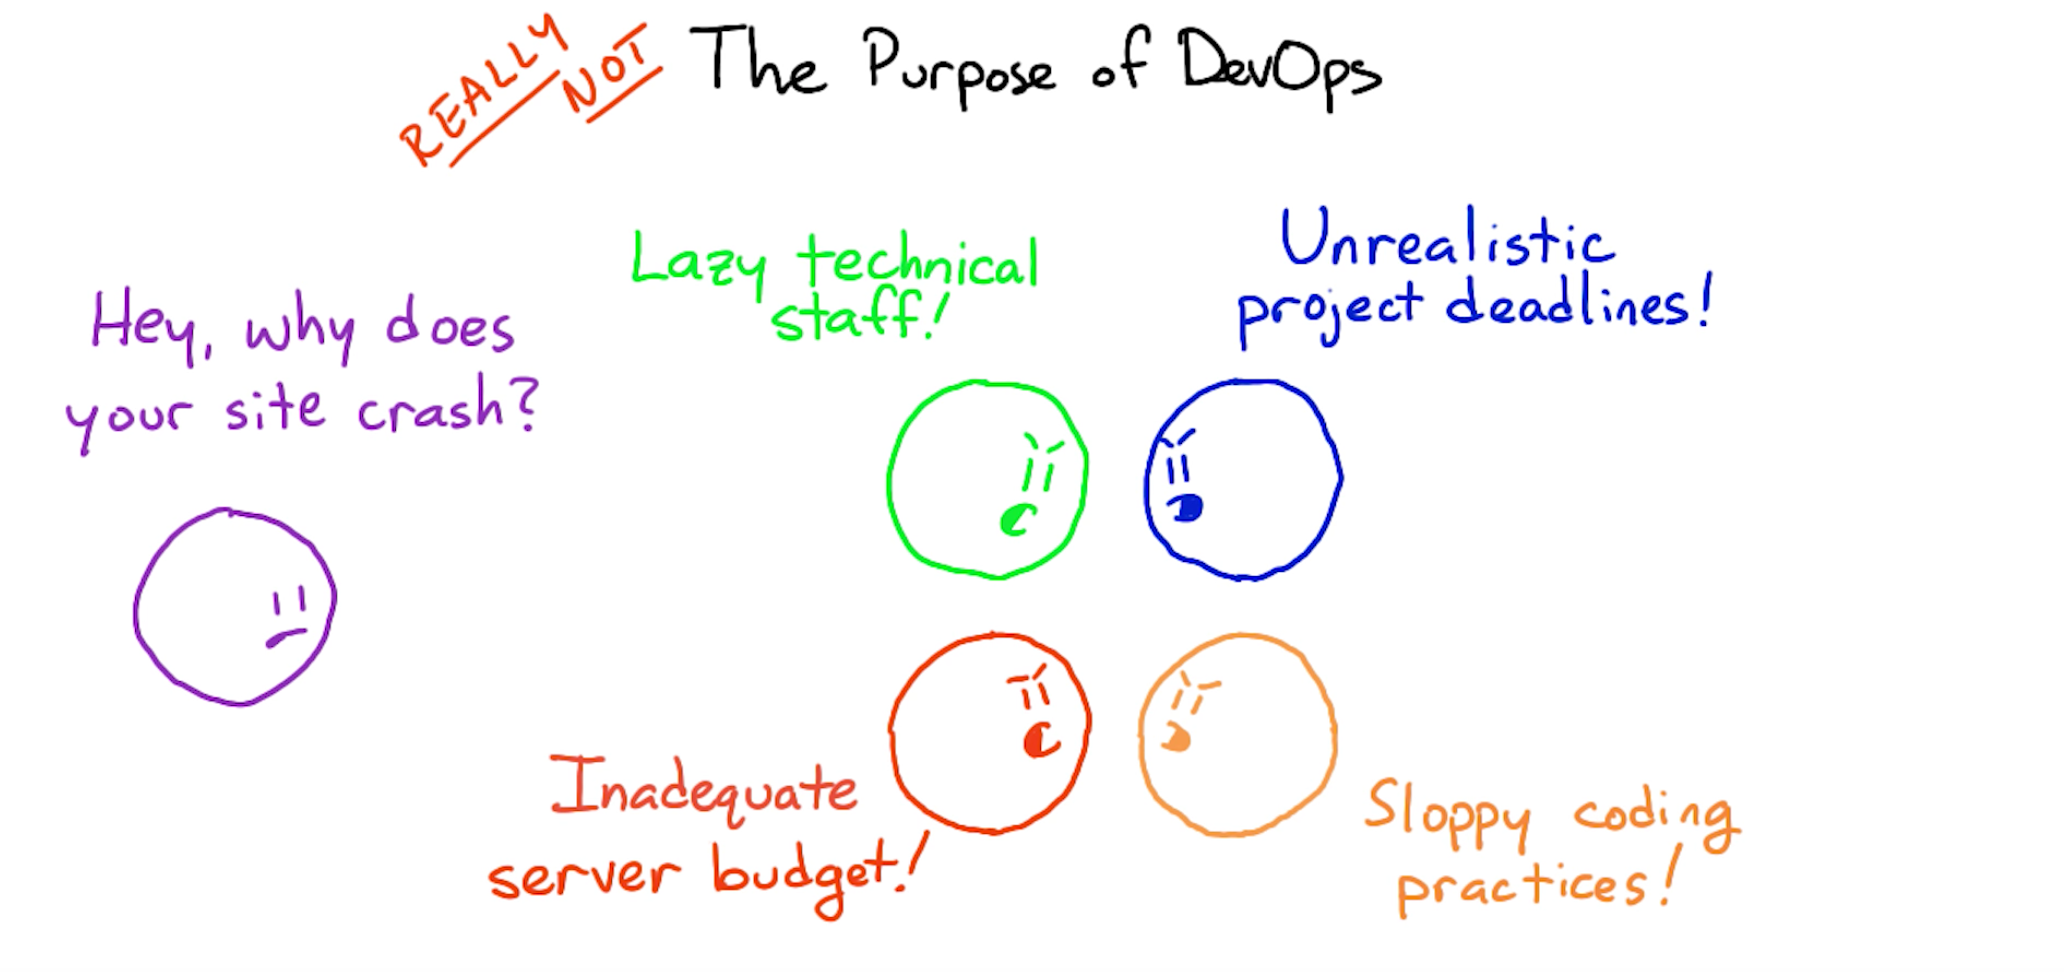 REALLY
NOT
The Purpose of DevOps
Hey, why does
your site crash?
Lazy technical
staff!
Unrealistic
project deadlines!
Inadequate
server budget!
Sloppy coding
practices!